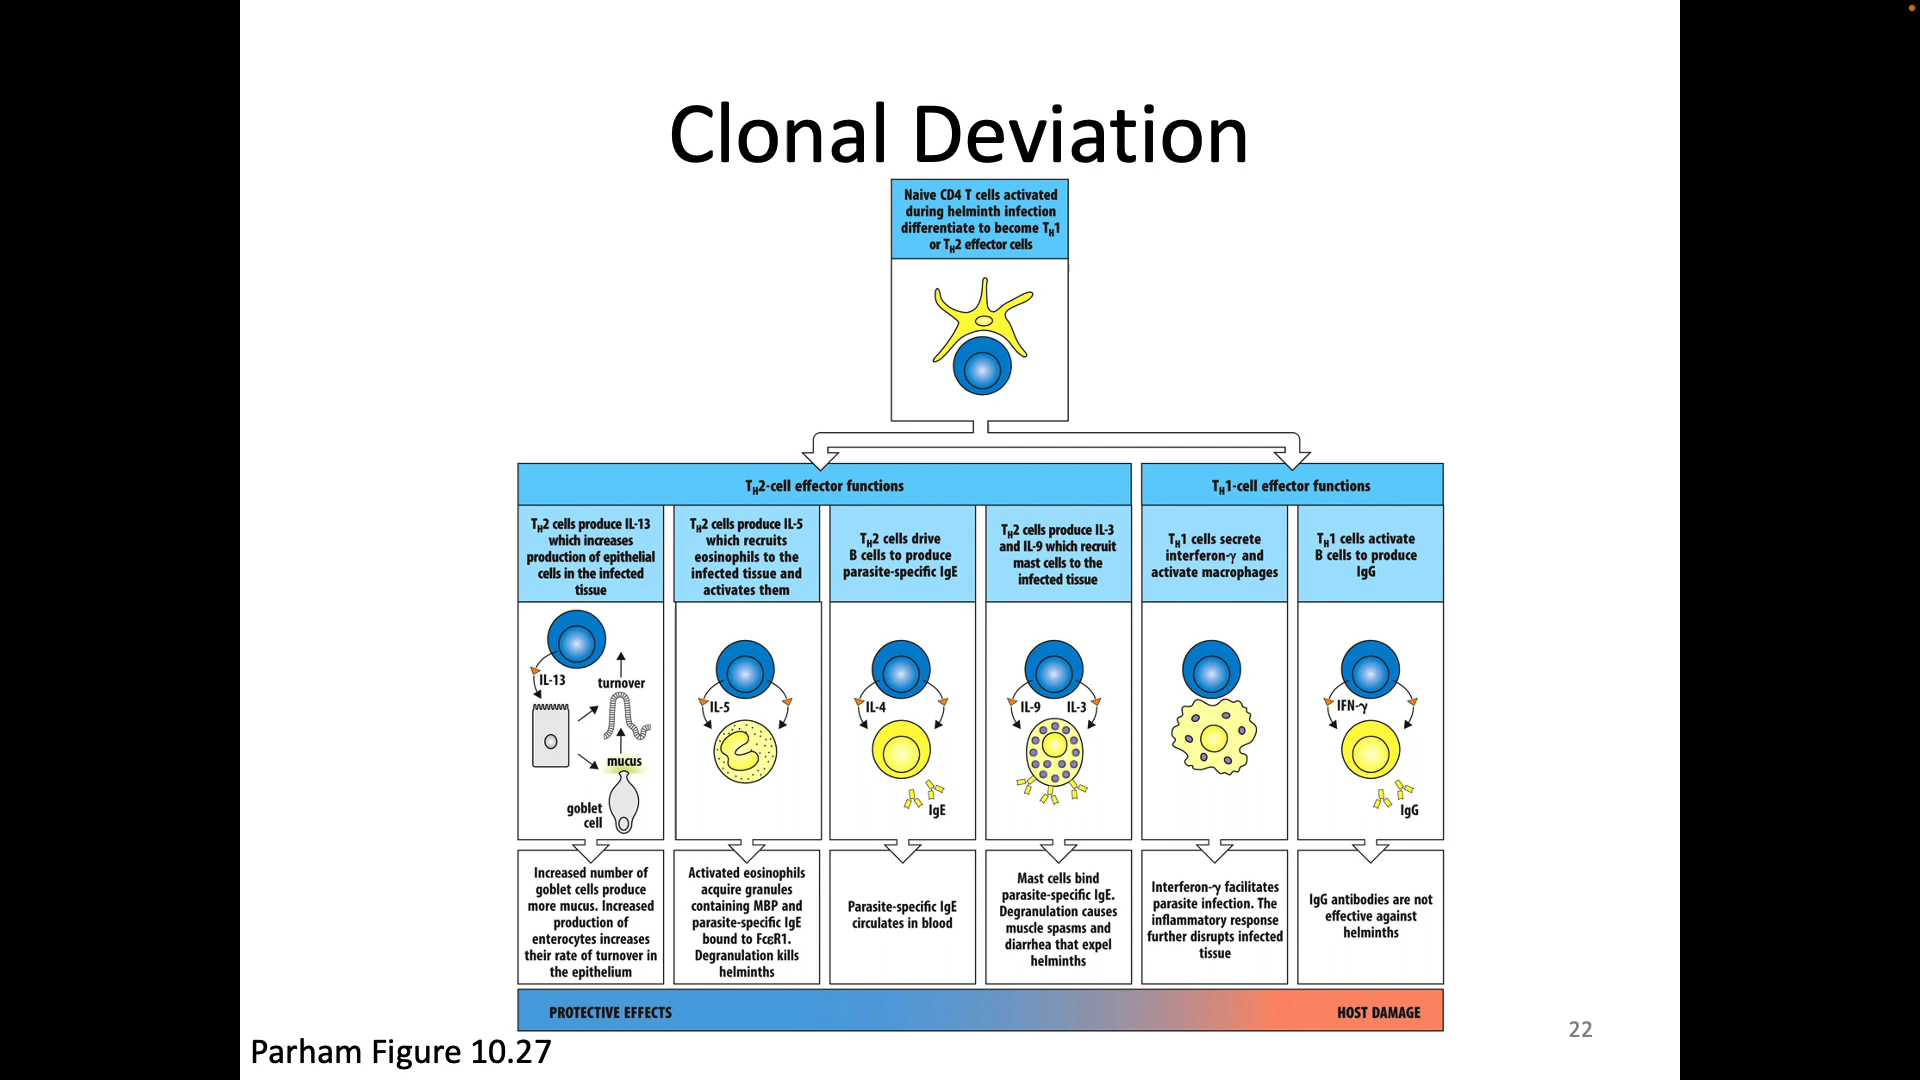 Clonal Deviation
Naive CD4 T cells activated
during helminth infection
differentiate to become TH1
or TH2 effector cells
TH2-cell effector functions
TH1-cell effector functions
TH2 cells produce IL-13
which increases
production of epithelial
cells in the infected
tissue
TH2 cells produce IL-5
which recruits
eosinophils to the
infected tissue and
activates them
TH2 cells drive
B cells to produce
parasite-specific IgE
TH2 cells produce IL-3
and IL-9 which recruit
mast cells to the
infected tissue
TH1 cells secrete
interferon-γ and
activate macrophages
TH1 cells activate
B cells to produce
IgG
IL-13
turnover
mucus
goblet
cell
IL-5
IL-4
IgE
IL-9
IL-3
IFN-γ
IgG
Increased number of
goblet cells produce
more mucus. Increased
production of
enterocytes increases
their rate of turnover in
the epithelium
Activated eosinophils
acquire granules
containing MBP and
parasite-specific IgE
bound to FcεR1.
Degranulation kills
helminths
Parasite-specific IgE
circulates in blood
Mast cells bind
parasite-specific IgE.
Degranulation causes
muscle spasms and
diarrhea that expel
helminths
Interferon-γ facilitates
parasite infection. The
inflammatory response
further disrupts infected
tissue
IgG antibodies are not
effective against
helminths
PROTECTIVE EFFECTS
HOST DAMAGE
Parham Figure 10.27
22